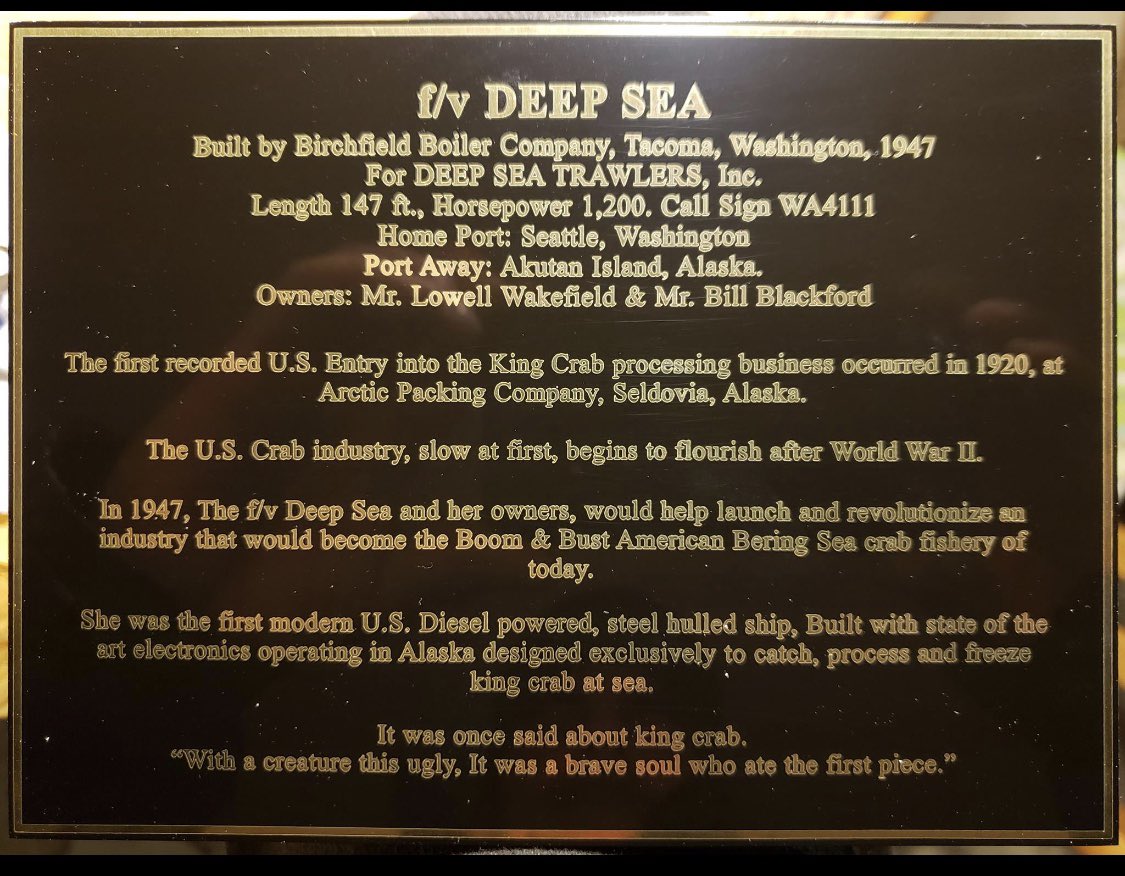 f/v DEEP SEA
Built by Birchfield Boiler Company, Tacoma, Washington, 1947
For DEEP SEA TRAWLERS, Inc.
Length 147 ft., Horsepower 1,200. Call Sign WA4111
Home Port: Seattle, Washington
Port Away: Akutan Island, Alaska.
Owners: Mr. Lowell Wakefield & Mr. Bill Blackford
The first recorded U.S. Entry into the King Crab processing business occurred in 1920, at
Arctic Packing Company, Seldovia, Alaska.
The U.S. Crab industry, slow at first, begins to flourish after World War II.
In 1947, The f/v Deep Sea and her owners, would help launch and revolutionize an
industry that would become the Boom & Bust American Bering Sea crab fishery of
today.
She was the first modern U.S. Diesel powered, steel hulled ship, Built with state of the
art electronics operating in Alaska designed exclusively to catch, process and freeze
king crab at sea.
It was once said about king crab.
“With a creature this ugly, It was a brave soul who ate the first piece.”